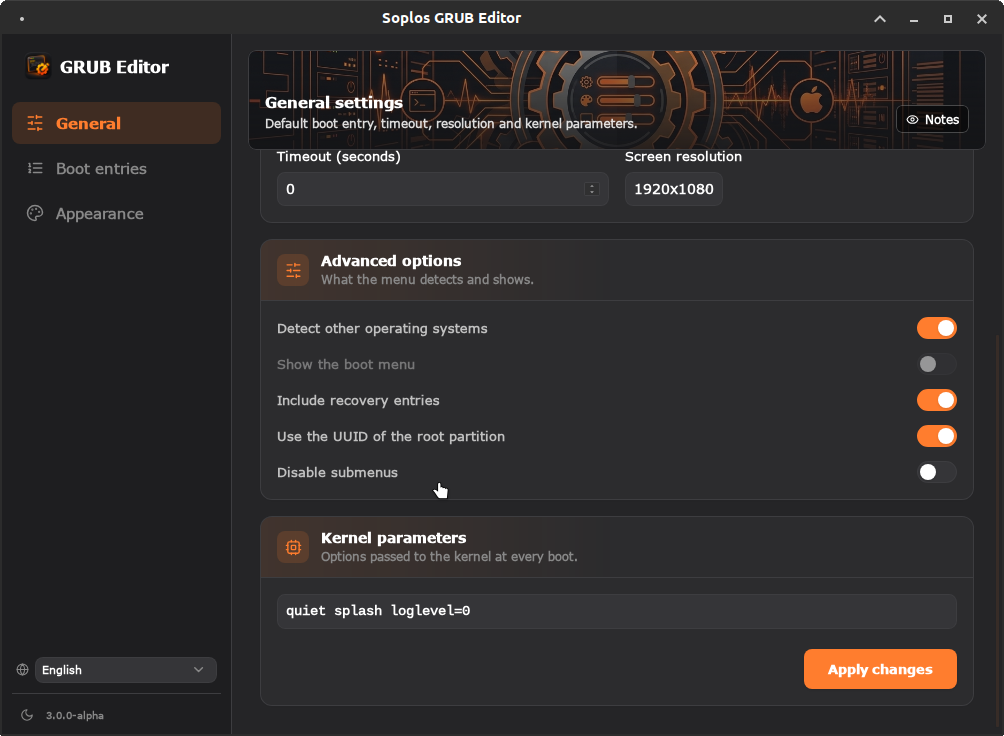 Soplos GRUB Editor
GRUB Editor
General
Boot entries
Appearance
English
3.0.0-alpha
General settings
Default boot entry, timeout, resolution and kernel parameters.
Notes
Timeout (seconds)
Screen resolution
0
1920x1080
Advanced options
What the menu detects and shows.
Detect other operating systems
Show the boot menu
Include recovery entries
Use the UUID of the root partition
Disable submenus
Kernel parameters
Options passed to the kernel at every boot.
quiet splash loglevel=0
Apply changes